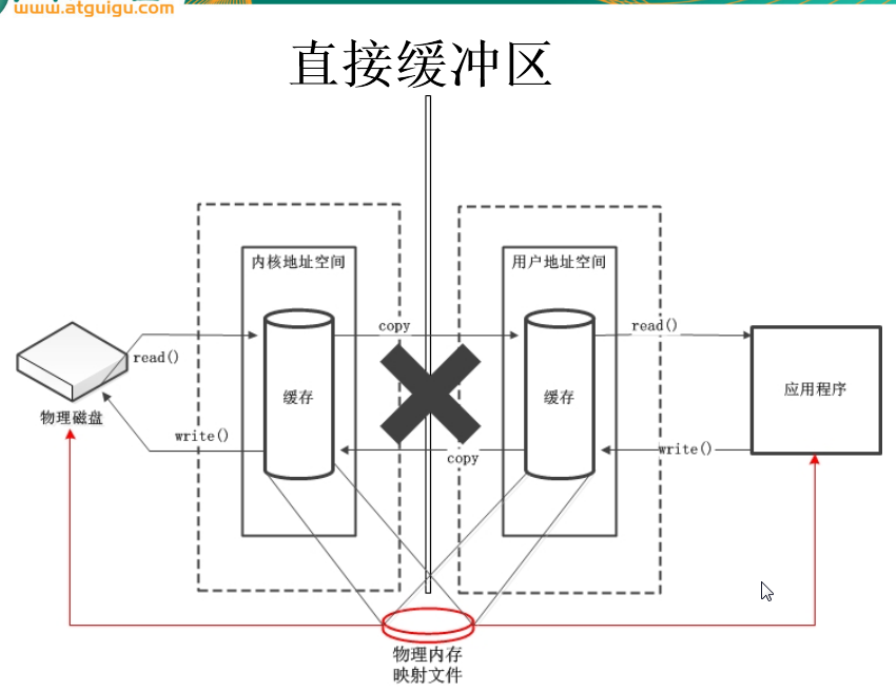 www.atguigu.com
直接缓冲区
内核地址空间
用户地址空间
copy
read()
read()
缓存
缓存
应用程序
物理磁盘
write()
copy
write()
物理内存
映射文件